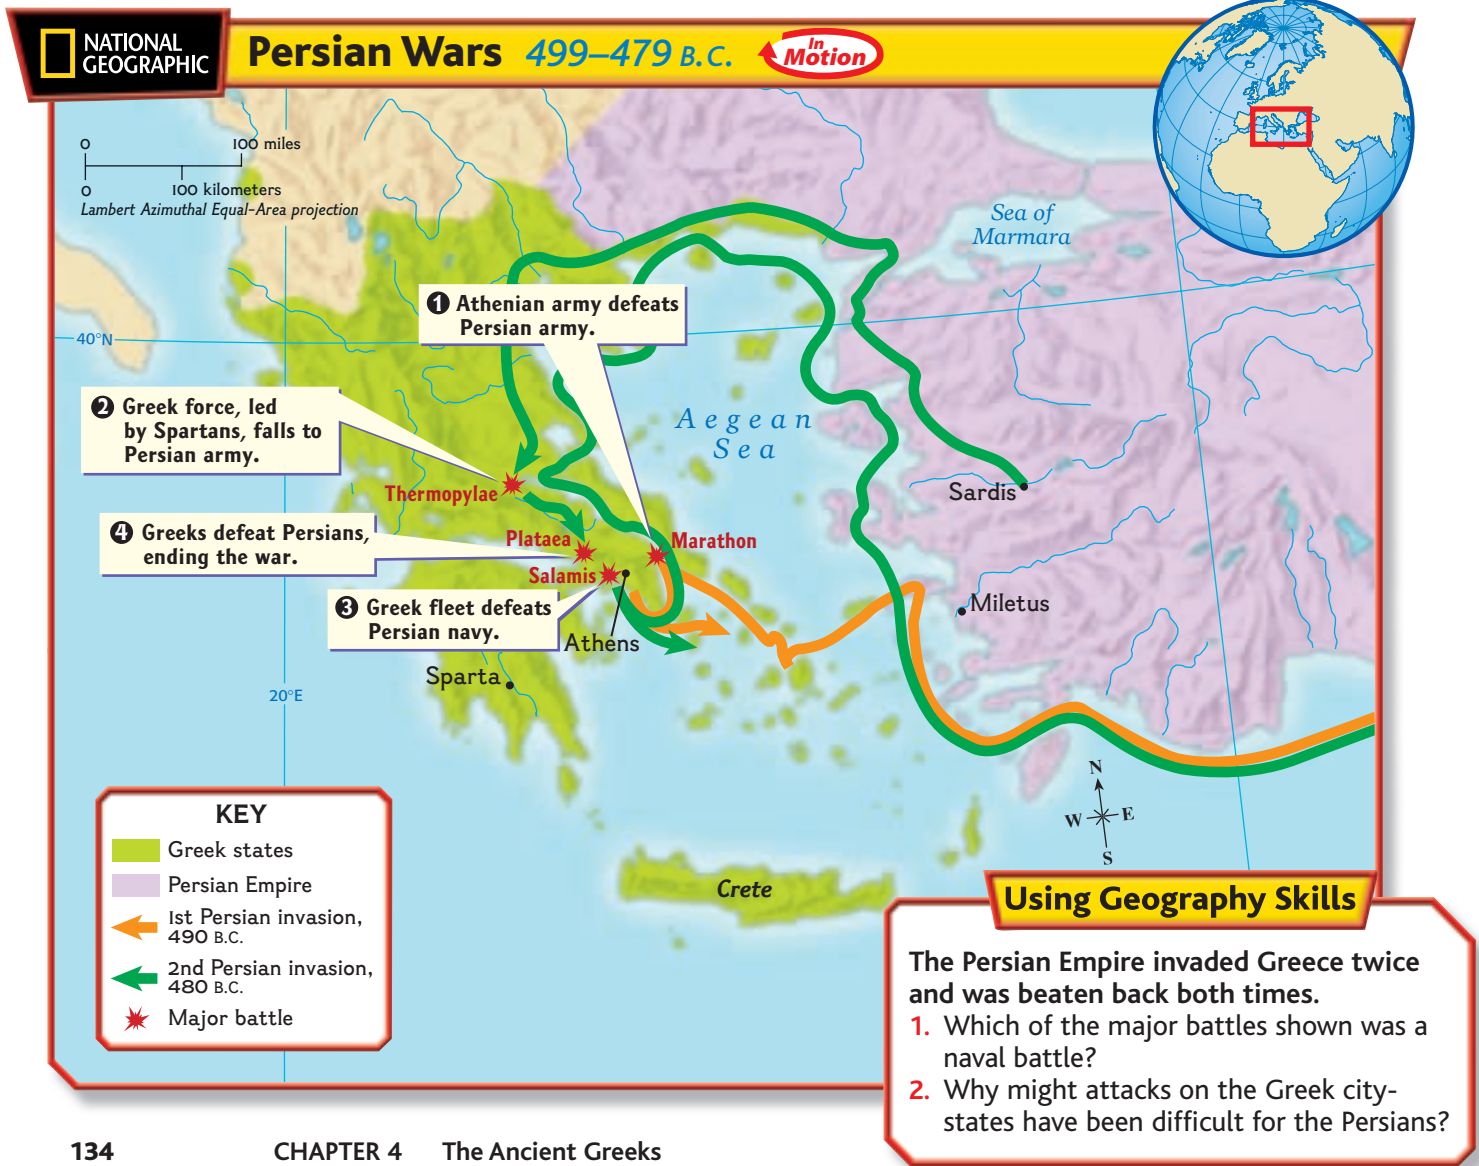 NATIONAL
GEOGRAPHIC
Persian Wars 499–479 B.C.
In
Motion
0 100 miles
0 100 kilometers
Lambert Azimuthal Equal-Area projection
Sea of
Marmara
❶ Athenian army defeats
Persian army.
40°N
❷ Greek force, led
by Spartans, falls to
Persian army.
Aegean
Sea
Sardis
Thermopylae
❹ Greeks defeat Persians,
ending the war.
Plataea
Marathon
Salamis
❸ Greek fleet defeats
Persian navy.
Miletus
Athens
Sparta
20°E
N
W E
S
KEY
Greek states
Persian Empire
1st Persian invasion,
490 B.C.
2nd Persian invasion,
480 B.C.
Major battle
Crete
Using Geography Skills
The Persian Empire invaded Greece twice
and was beaten back both times.
1. Which of the major battles shown was a
naval battle?
2. Why might attacks on the Greek city-
states have been difficult for the Persians?
134 CHAPTER 4 The Ancient Greeks